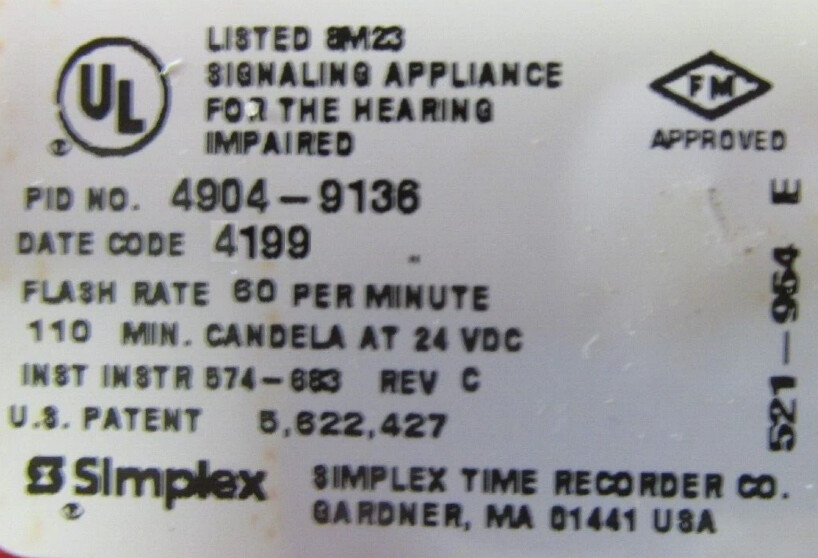 UL
LISTED 8M23
SIGNALING APPLIANCE
FOR THE HEARING
IMPAIRED
FM
APPROVED
PID NO. 4904-9136
DATE CODE 4199
FLASH RATE 60 PER MINUTE
110 MIN. CANDELA AT 24 VDC
INST INSTR 574-683 REV C
U.S. PATENT 5,622,427
Simplex
SIMPLEX TIME RECORDER CO.
GARDNER, MA 01441 USA
521-964 E